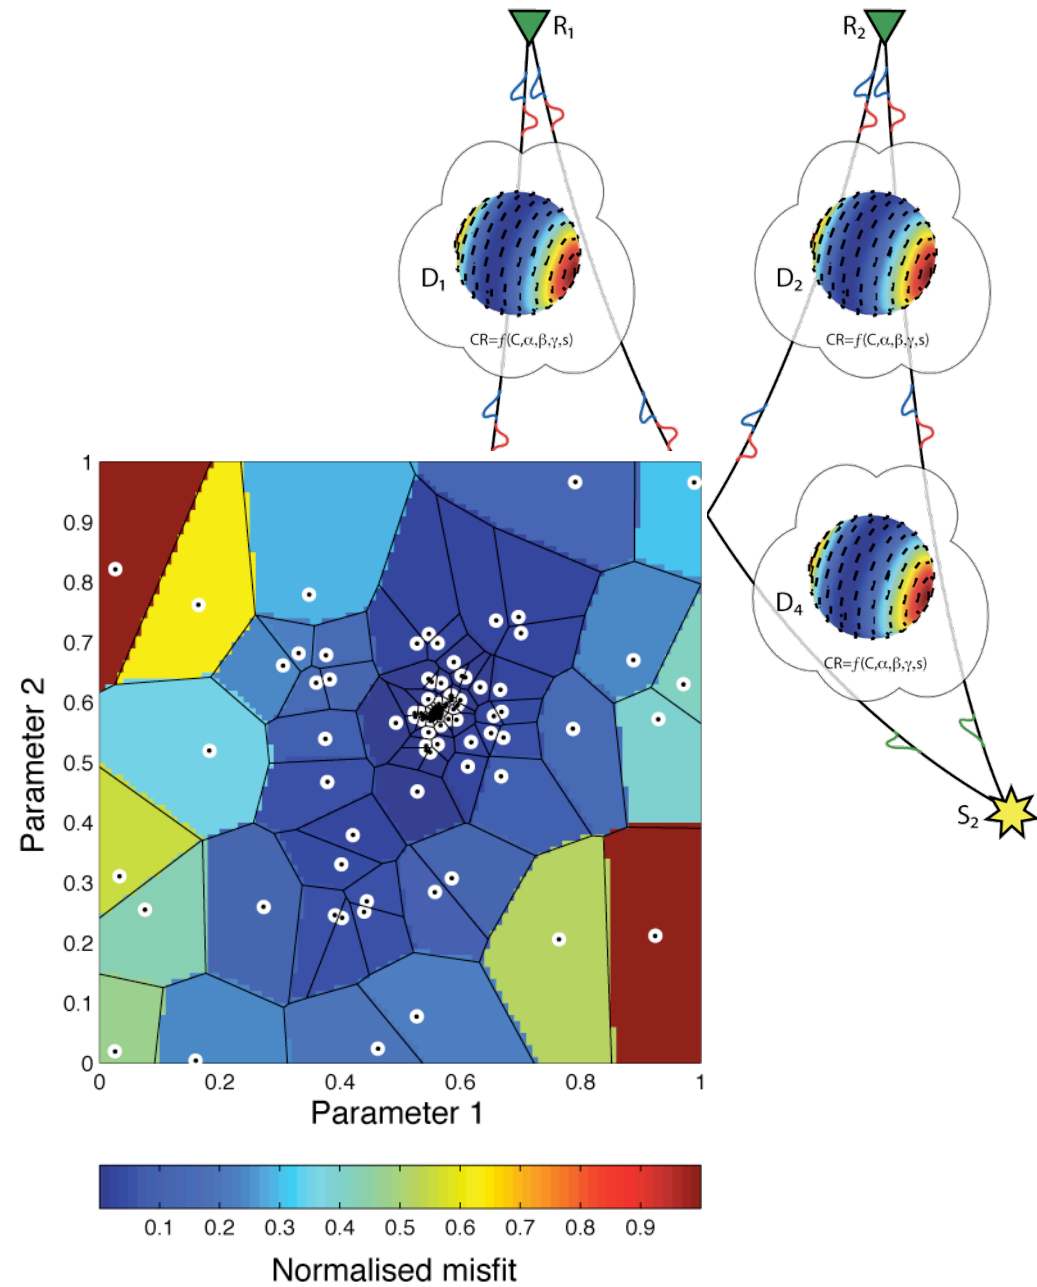 R₁
R₂
D₁
D₂
CR=f(C,α,β,γ,s)
CR=f(C,α,β,γ,s)
D₄
CR=f(C,α,β,γ,s)
S₂
1
0.9
0.8
0.7
0.6
0.5
0.4
0.3
0.2
0.1
0
Parameter 2
0 0.2 0.4 0.6 0.8 1
Parameter 1
0.1 0.2 0.3 0.4 0.5 0.6 0.7 0.8 0.9
Normalised misfit